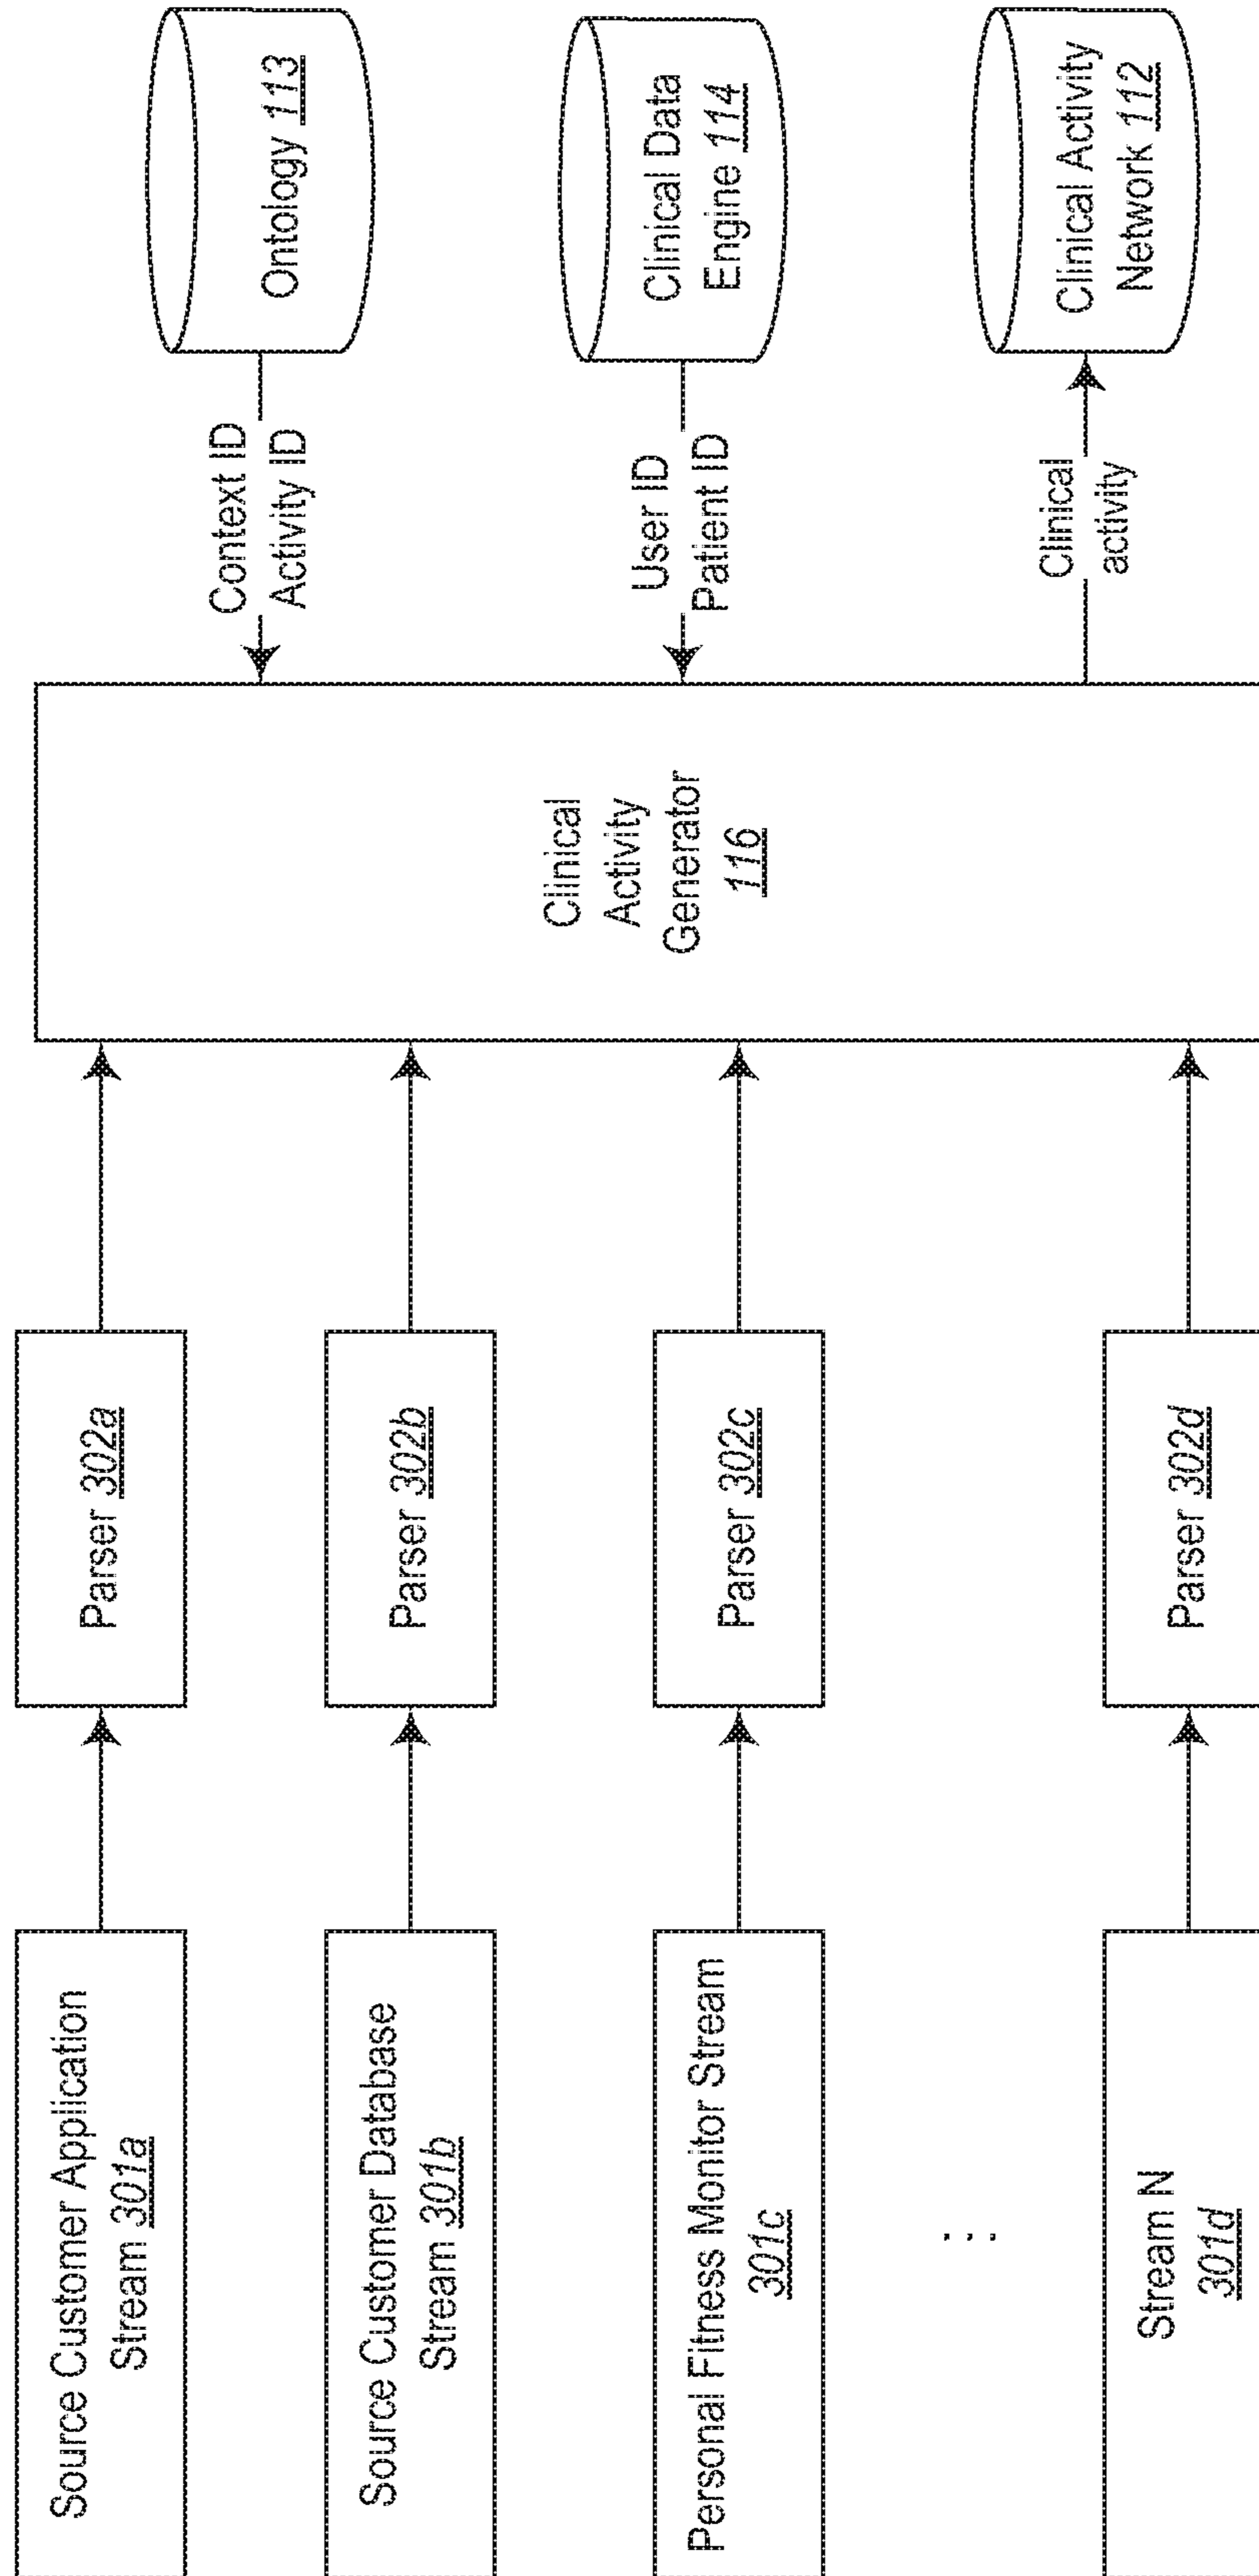 Source Customer Application
Stream 301a
Parser 302a
Source Customer Database
Stream 301b
Parser 302b
Personal Fitness Monitor Stream
301c
Parser 302c
. . .
Stream N
301d
Parser 302d
Clinical
Activity
Generator
116
Context ID
Activity ID
Ontology 113
User ID
Patient ID
Clinical Data
Engine 114
Clinical
activity
Clinical Activity
Network 112